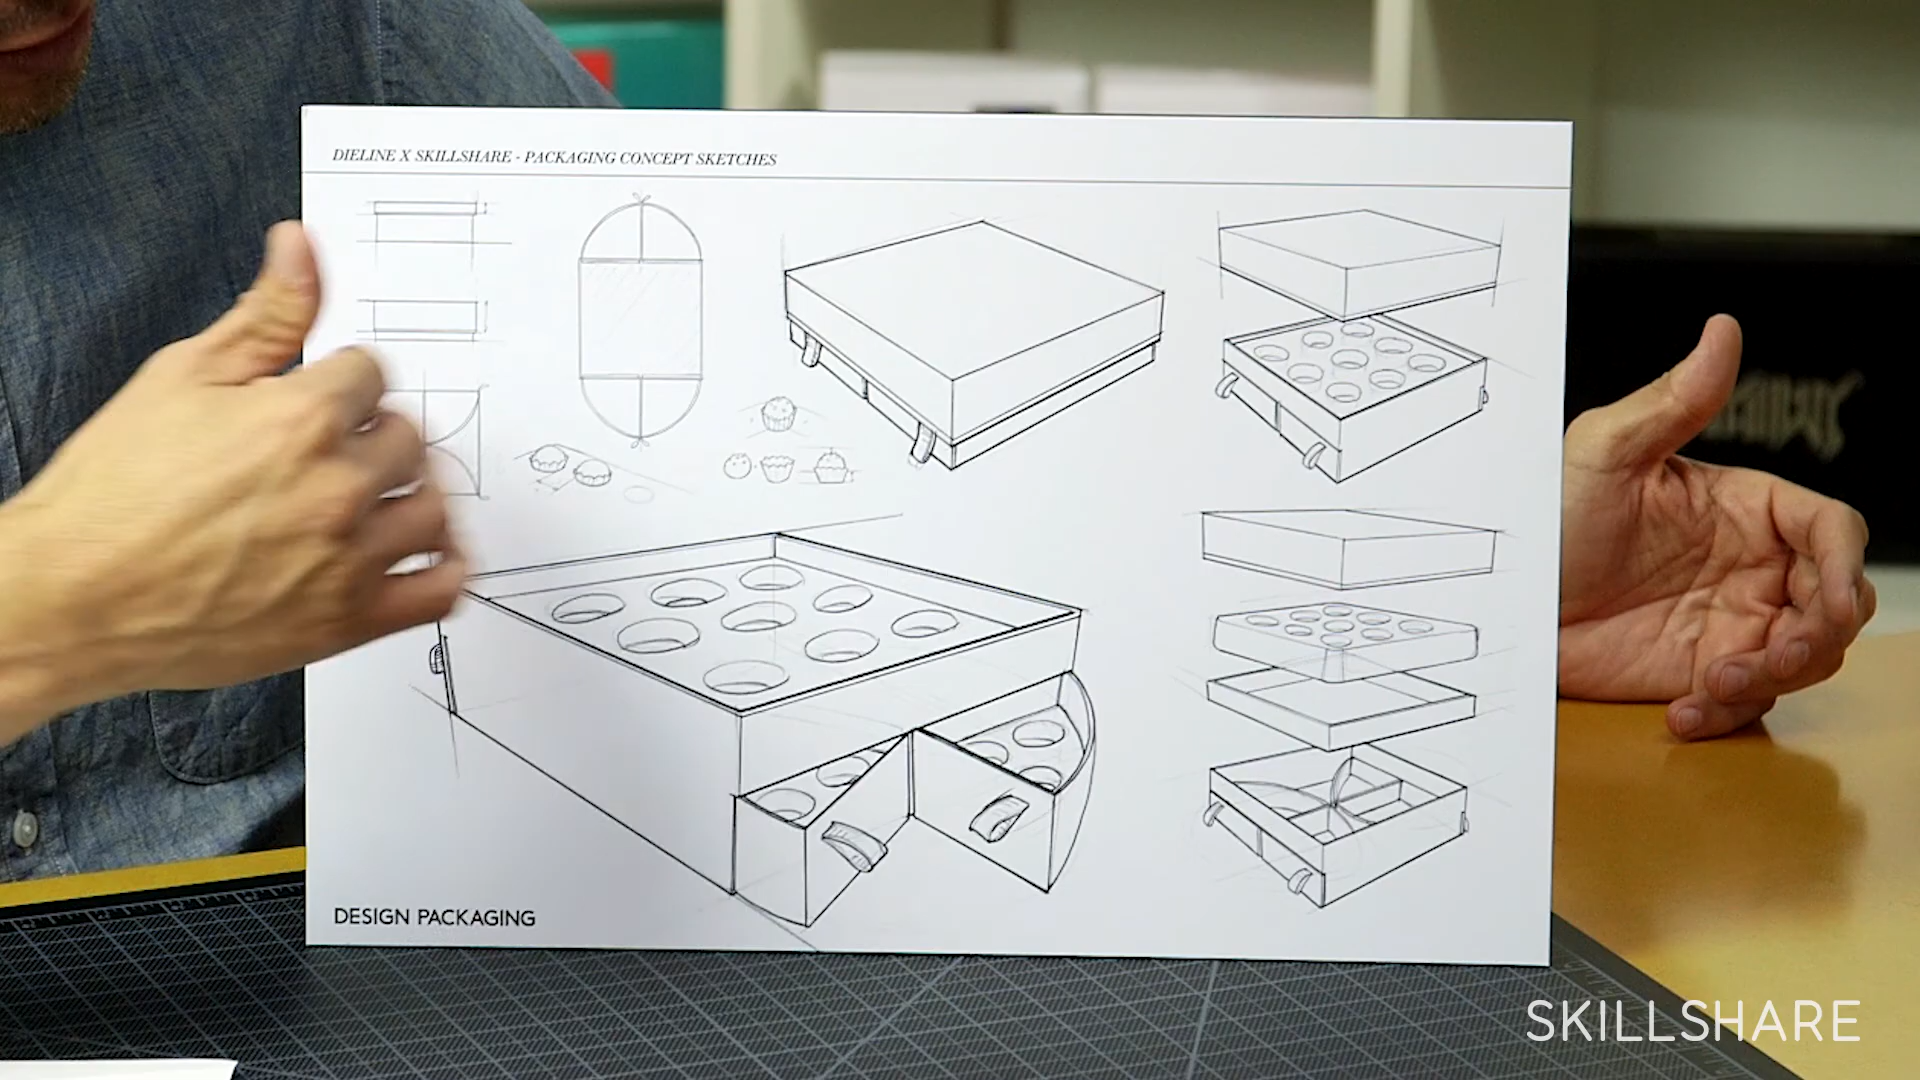 DIELINE X SKILLSHARE - PACKAGING CONCEPT SKETCHES
DESIGN PACKAGING
SKILLSHARE